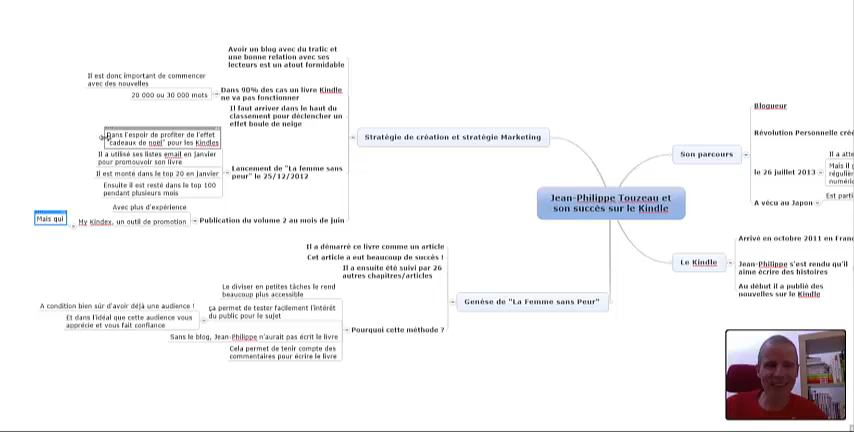 Avoir un blog avec du trafic et
une bonne relation avec ses
lecteurs est un atout formidable
Il est donc important de commencer
avec des nouvelles
20 000 ou 30 000 mots
Dans 90% des cas un livre Kindle
ne va pas fonctionner
Il faut arriver dans le haut du
classement pour déclencher un
effet boule de neige
Stratégie de création et stratégie Marketing
Dans l'espoir de profiter de l'effet
"cadeaux de noel" pour les Kindles
Il a utilisé ses listes email en Janvier
pour promouvoir son livre
Il est monté dans le top 20 en janvier
Ensuite il est resté dans le top 100
pendant plusieurs mois
Lancement de "La femme sans
peur" le 25/12/2012
Avec plus d'expérience
Mais qui
My Kindex, un outil de promotion
Publication du volume 2 au mois de juin
Jean-Philippe Touzeau et
son succès sur le Kindle
Son parcours
Blogueur
Révolution Personnelle créé
le 26 juillet 2013
Il a atte
Mais il
régulièr
numériq
A vécu au Japon
Est parti
Le Kindle
Arrivé en octobre 2011 en Franc
Jean-Philippe s'est rendu qu'il
aime écrire des histoires
Au début il a publié des
nouvelles sur le Kindle
Genèse de "La Femme sans Peur"
Il a démarré ce livre comme un article
Cet article a eut beaucoup de succès !
Il a ensuite été suivi par 26
autres chapitres/articles
Pourquoi cette méthode ?
Le diviser en petites tâches le rend
beaucoup plus accessible
ça permet de tester facilement l'intérêt
du public pour le sujet
A condition bien sûr d'avoir déjà une audience !
Et dans l'idéal que cette audience vous
apprécie et vous fait confiance
Sans le blog, Jean-Philippe n'aurait pas écrit le livre
Cela permet de tenir compte des
commentaires pour écrire le livre